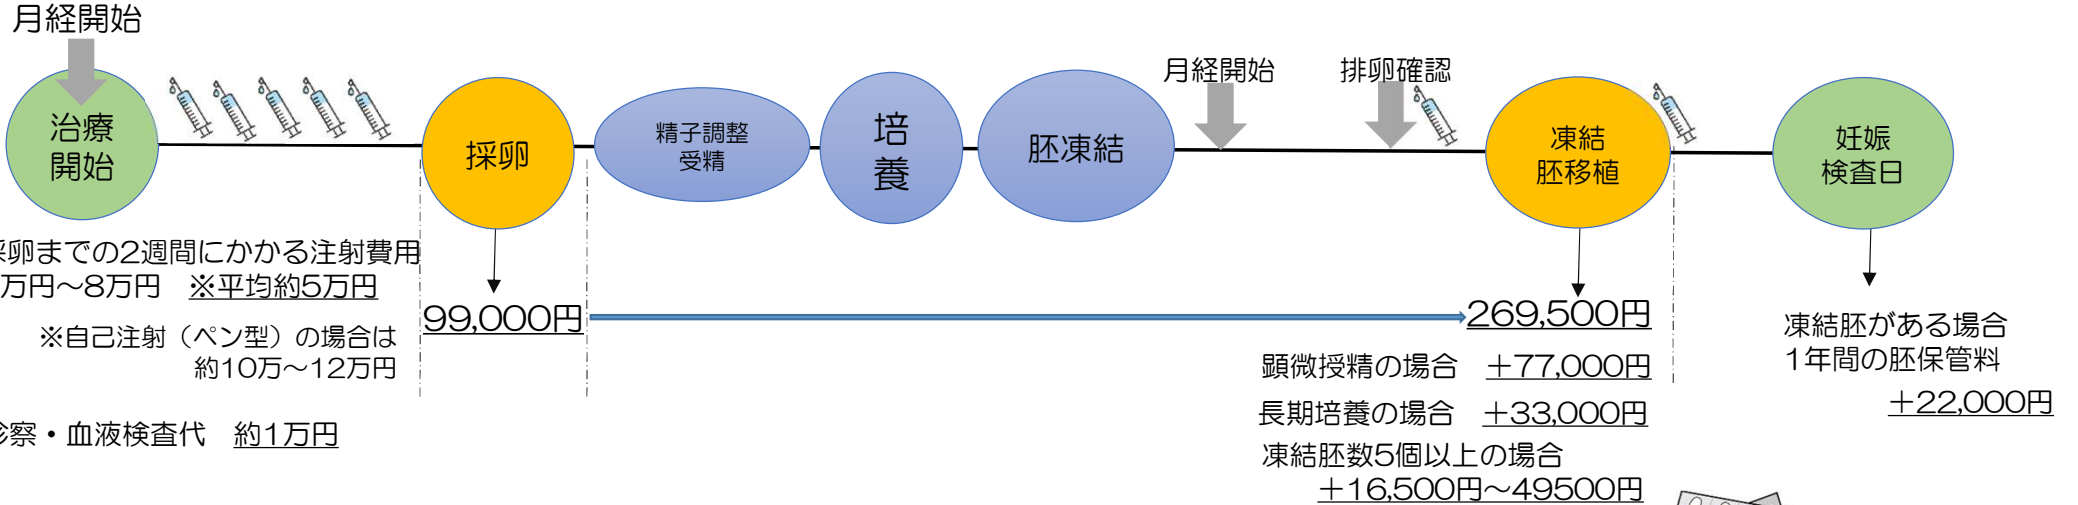 月経開始
治療
開始
採卵
精子調整
受精
培
養
胚凍結
月経開始
排卵確認
凍結
胚移植
妊娠
検査日
採卵までの2週間にかかる注射費用
万円～8万円　※平均約5万円
※自己注射（ペン型）の場合は
約10万～12万円
診察・血液検査代　約1万円
99,000円
269,500円
顕微授精の場合　＋77,000円
長期培養の場合　＋33,000円
凍結胚数5個以上の場合
＋16,500円～49500円
凍結胚がある場合
1年間の胚保管料
＋22,000円